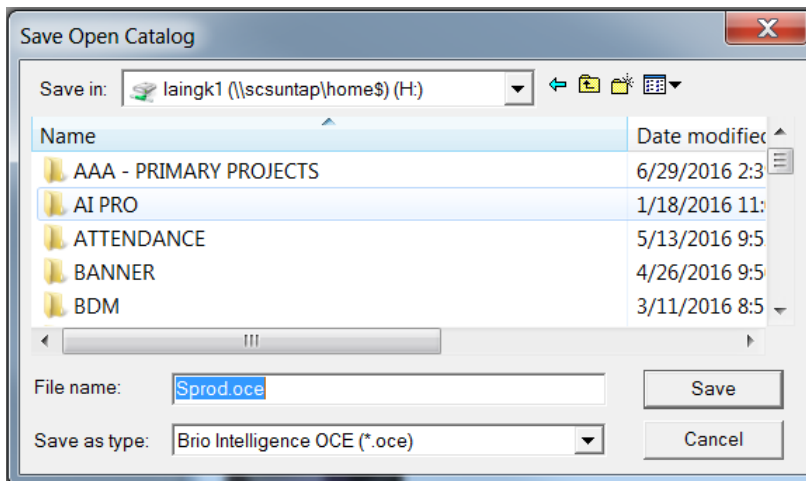 Save Open Catalog
Save in: laingk1 (\\scsuntap\home$) (H:)
Name Date modified
AAA - PRIMARY PROJECTS 6/29/2016 2:3
AI PRO 1/18/2016 11:
ATTENDANCE 5/13/2016 9:5
BANNER 4/26/2016 9:5
BDM 3/11/2016 8:5
File name: Sprod.oce Save
Save as type: Brio Intelligence OCE (*.oce) Cancel